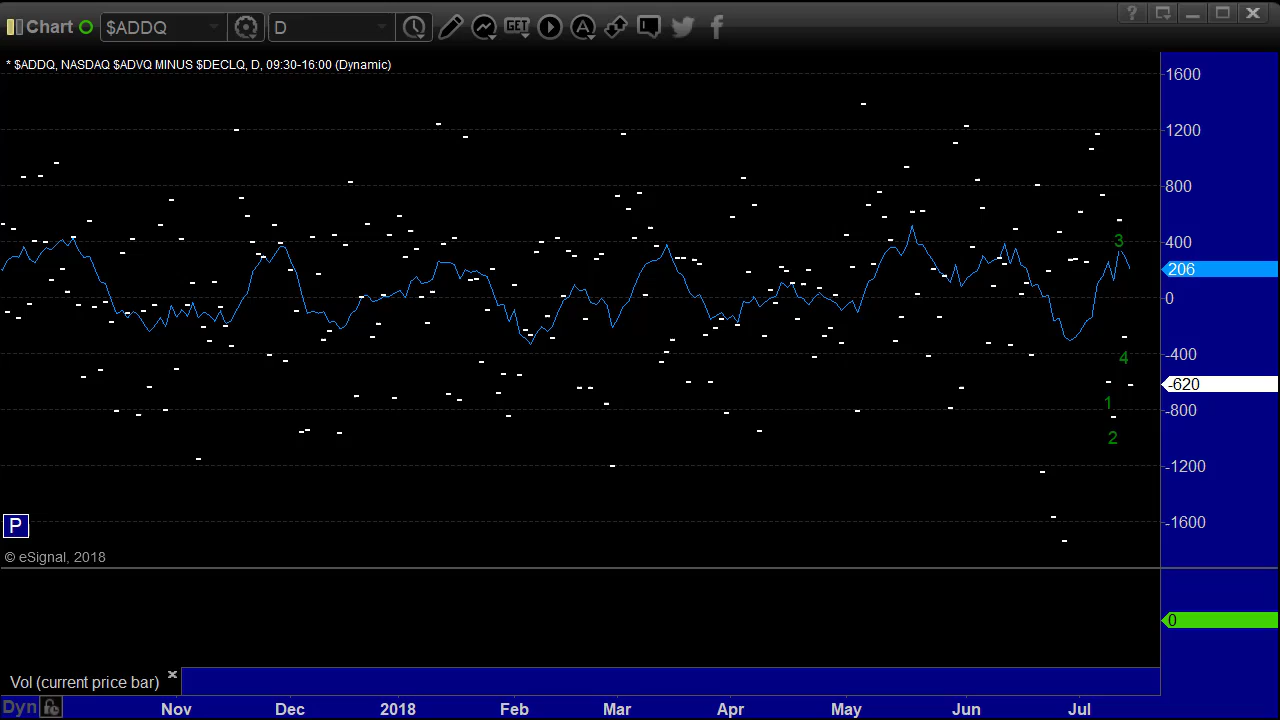 Chart $ADDQ D GET A ?
* $ADDQ, NASDAQ $ADVQ MINUS $DECLQ, D, 09:30-16:00 (Dynamic)
1600
1200
800
400
3
206
0
-400
4
-620
1
-800
2
-1200
-1600
P
© eSignal, 2018
0
Vol (current price bar)
Dyn
Nov Dec 2018 Feb Mar Apr May Jun Jul